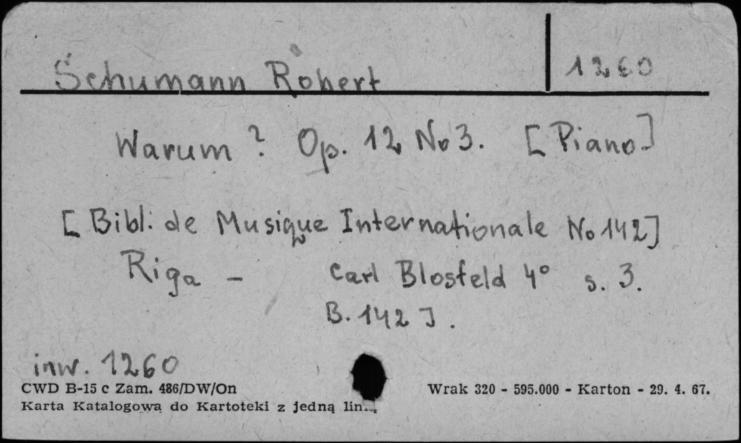 Schumann Robert 1260
Warum? Op. 12 No 3. [Piano]
[Bibl. de Musique Internationale No 142]
Riga - Carl Blosfeld 4° s. 3.
B. 142 J.
inw. 1260
CWD B-15 c Zam. 486/DW/On Wrak 320 - 595.000 - Karton - 29. 4. 67.
Karta Katalogowa do Kartoteki z jedną lin.